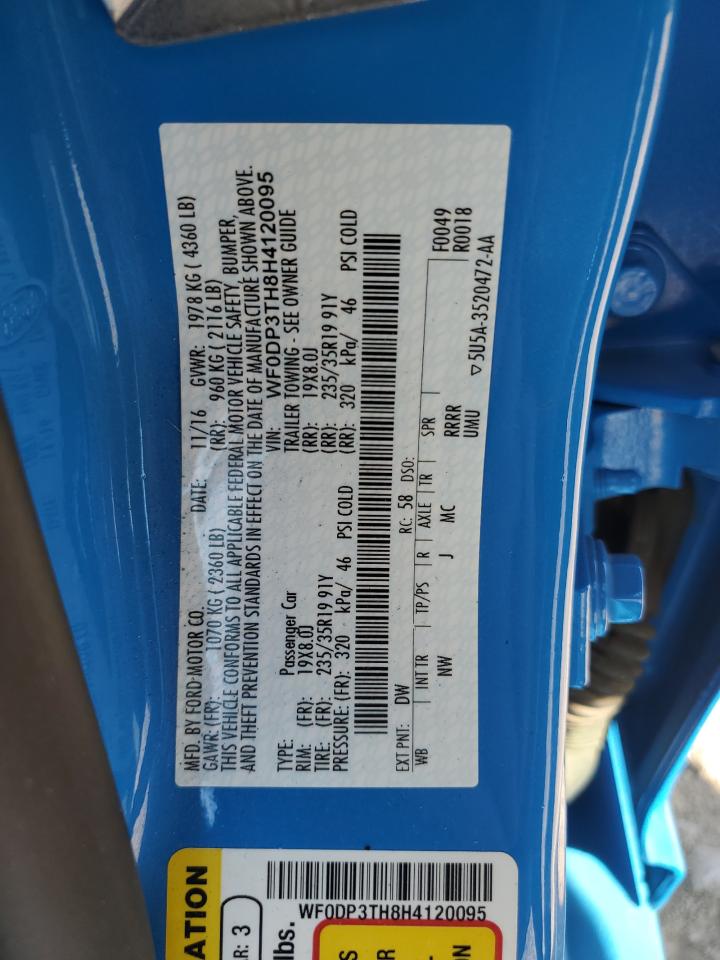 MFD. BY FORD-MOTOR CO. DATE: 11/16 GVWR: 1978 KG ( 4360 LB)
GAWR: (FR): 1070 KG ( 2360 LB) (RR): 960 KG ( 2116 LB)
THIS VEHICLE CONFORMS TO ALL APPLICABLE FEDERAL MOTOR VEHICLE SAFETY, BUMPER,
AND THEFT PREVENTION STANDARDS IN EFFECT ON THE DATE OF MANUFACTURE SHOWN ABOVE.
VIN: WF0DP3TH8H4120095
TYPE: Passenger Car TRAILER TOWING - SEE OWNER GUIDE
RIM: (FR): 19X8.0J (RR): 19X8.0J
TIRE: (FR): 235/35R19 91Y (RR): 235/35R19 91Y
PRESSURE: (FR): 320 kPa/ 46 PSI COLD (RR): 320 kPa/ 46 PSI COLD
EXT PNT: DW RC: 58 DSO: F0049
WB INT TR TP/PS R AXLE TR SPR R0018
NW J MC RRRR
UMU
▽5U5A-3520472-AA
WF0DP3TH8H4120095
ATION
AR: 3
lbs.
S
R
-
ON